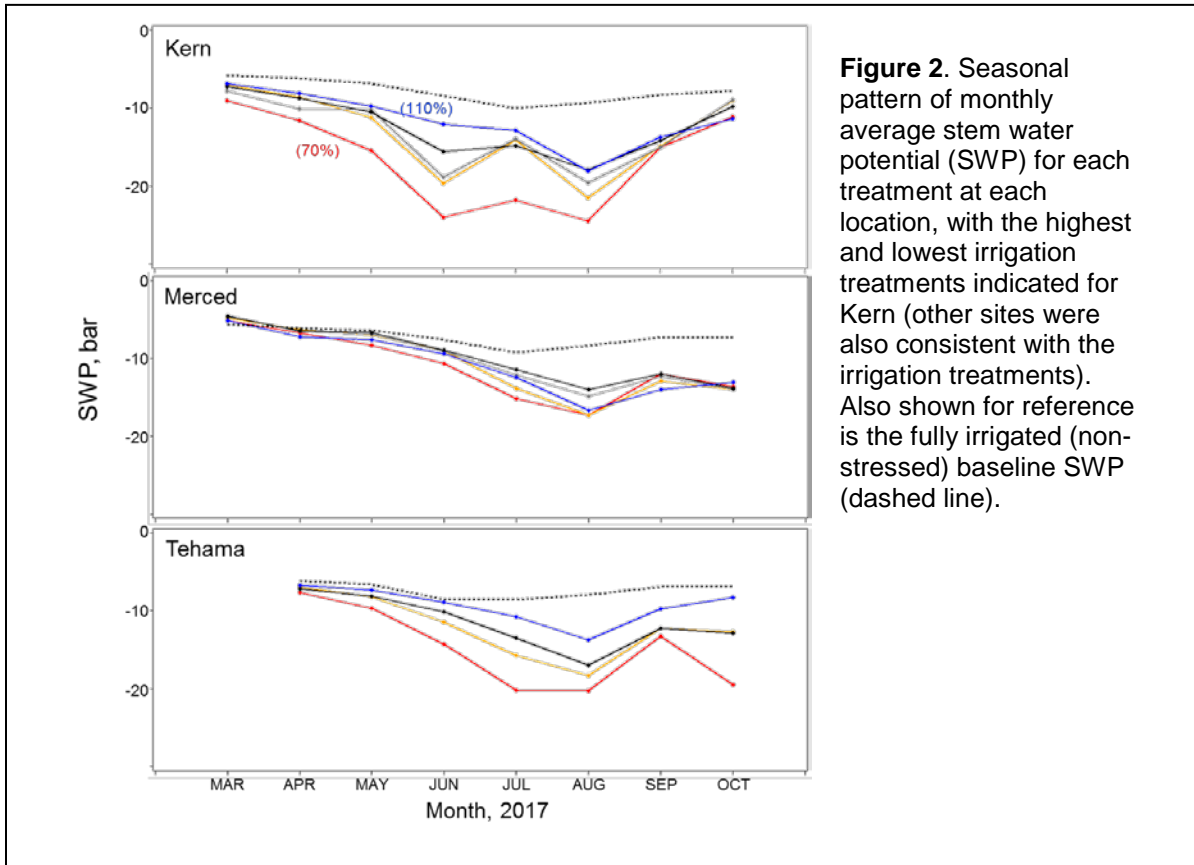 0
Kern
-10
(110%)
(70%)
-20
0
Merced
-10
SWP, bar
-20
0
Tehama
-10
-20
MAR APR MAY JUN JUL AUG SEP OCT
Month, 2017
Figure 2. Seasonal
pattern of monthly
average stem water
potential (SWP) for each
treatment at each
location, with the highest
and lowest irrigation
treatments indicated for
Kern (other sites were
also consistent with the
irrigation treatments).
Also shown for reference
is the fully irrigated (non-
stressed) baseline SWP
(dashed line).